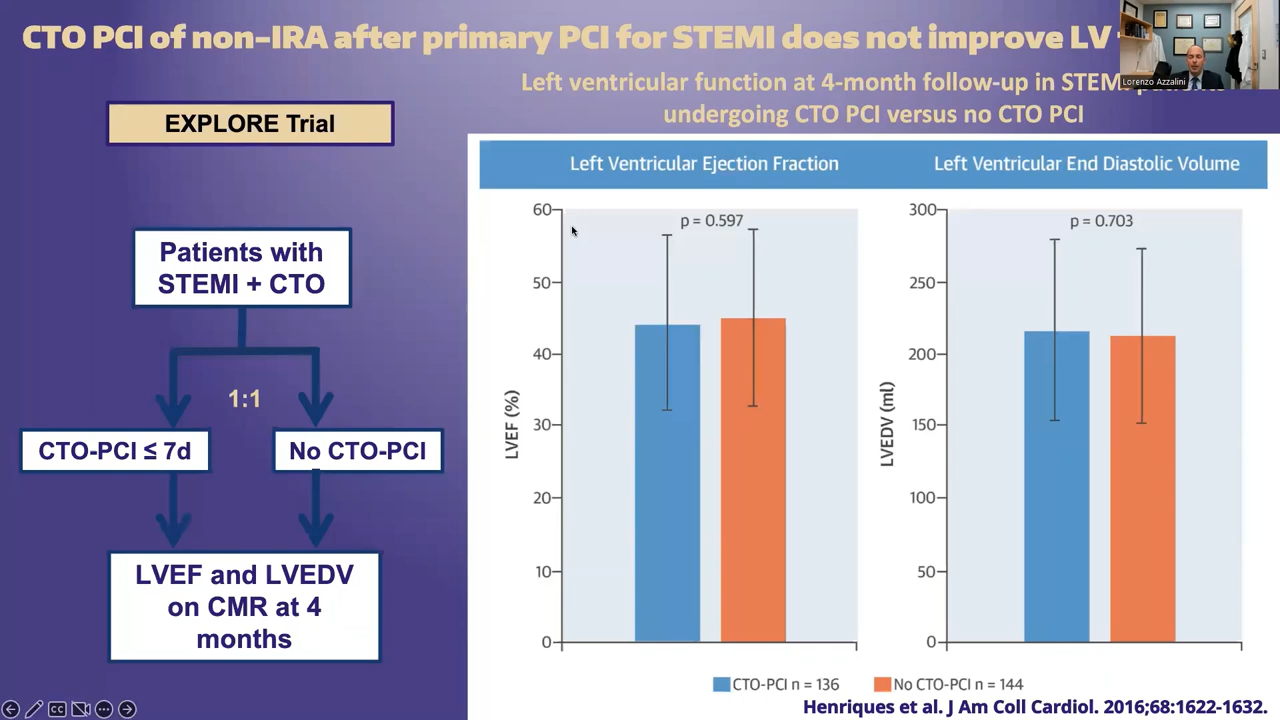 CTO PCI of non-IRA after primary PCI for STEMI does not improve LV
Lorenzo Azzalini
Left ventricular function at 4-month follow-up in STEMI
undergoing CTO PCI versus no CTO PCI
EXPLORE Trial
Patients with
STEMI + CTO
1:1
CTO-PCI ≤ 7d
No CTO-PCI
LVEF and LVEDV
on CMR at 4
months
Left Ventricular Ejection Fraction
p = 0.597
LVEF (%)
60
50
40
30
20
10
0
Left Ventricular End Diastolic Volume
p = 0.703
LVEDV (ml)
300
250
200
150
100
50
0
CTO-PCI n = 136
No CTO-PCI n = 144
Henriques et al. J Am Coll Cardiol. 2016;68:1622-1632.
CC